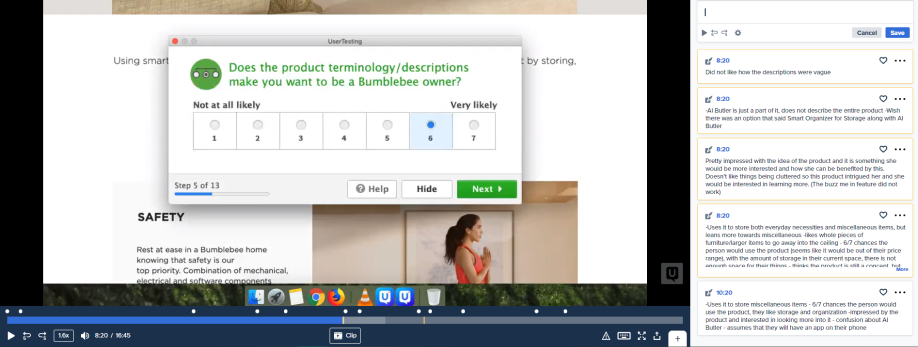 UserTesting
Using smart
t by storing,
Does the product terminology/descriptions
make you want to be a Bumblebee owner?
Not at all likely
Very likely
1 2 3 4 5 6 7
Step 5 of 13
Help
Hide
Next
SAFETY
Rest at ease in a Bumblebee home
knowing that safety is our
top priority. Combination of mechanical,
electrical and software components
1.6x
8:20 / 16:45
Clip
Cancel
Save
8:20
Did not like how the descriptions were vague
8:20
-AI Butler is just a part of it, does not describe the entire product -Wish
there was an option that said Smart Organizer for Storage along with AI
Butler
8:20
Pretty impressed with the idea of the product and it is something she
would be more interested and how she can be benefited by this.
Doesn't like things being cluttered so this product intrigued her and she
would be interested in learning more. (The buzz me in feature did not
work)
8:20
-Uses it to store both everyday necessities and miscellaneous items, but
leans more towards miscellaneous -likes whole pieces of
furniture/larger items to go away into the ceiling - 6/7 chances the
person would use the product (seems like it would be out of their price
range), with the amount of storage in their current space, there is not
enough space for their things - thinks the product is still a concept, but
More
10:20
-Uses it to store miscellaneous items - 6/7 chances the person would
use the product, they like storage and organization -impressed by the
product and interested in looking more into it - confusion about AI
Butler - assumes that they will have an app on their phone